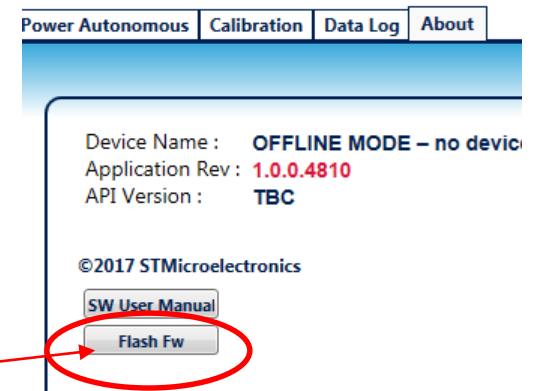 Power Autonomous Calibration Data Log About
Device Name : OFFLINE MODE – no device
Application Rev : 1.0.0.4810
API Version : TBC
©2017 STMicroelectronics
SW User Manual
Flash Fw